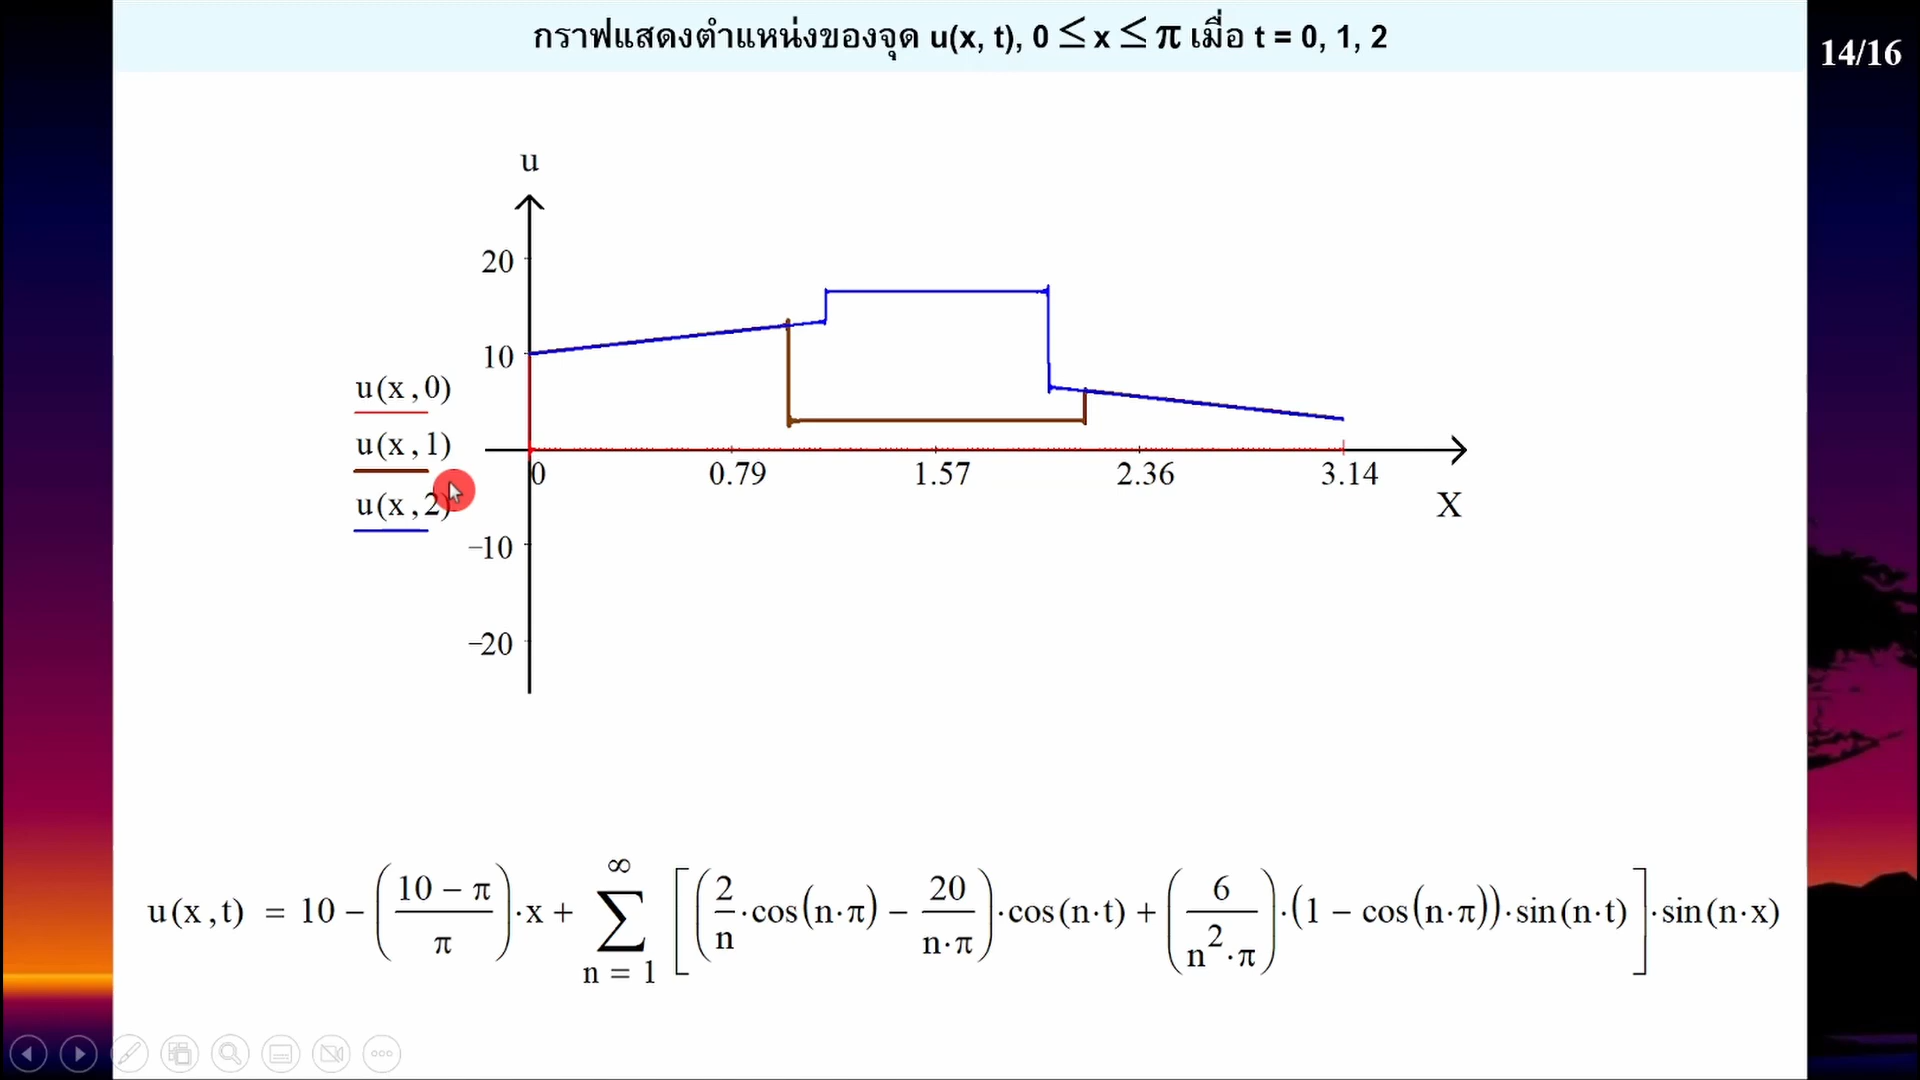 กราฟแสดงตำแหน่งของจุด u(x, t), 0 ≤ x ≤ π เมื่อ t = 0, 1, 2
14/16
u
20
10
u(x,0)
u(x,1)
u(x,2)
0 0.79 1.57 2.36 3.14
X
−10
−20
u(x,t) = 10 − ((10 − π)/π)·x + ∑_{n = 1}^{∞} [(2/n·cos(n·π) − 20/(n·π))·cos(n·t) + (6/(n²·π))·(1 − cos(n·π))·sin(n·t)]·sin(n·x)